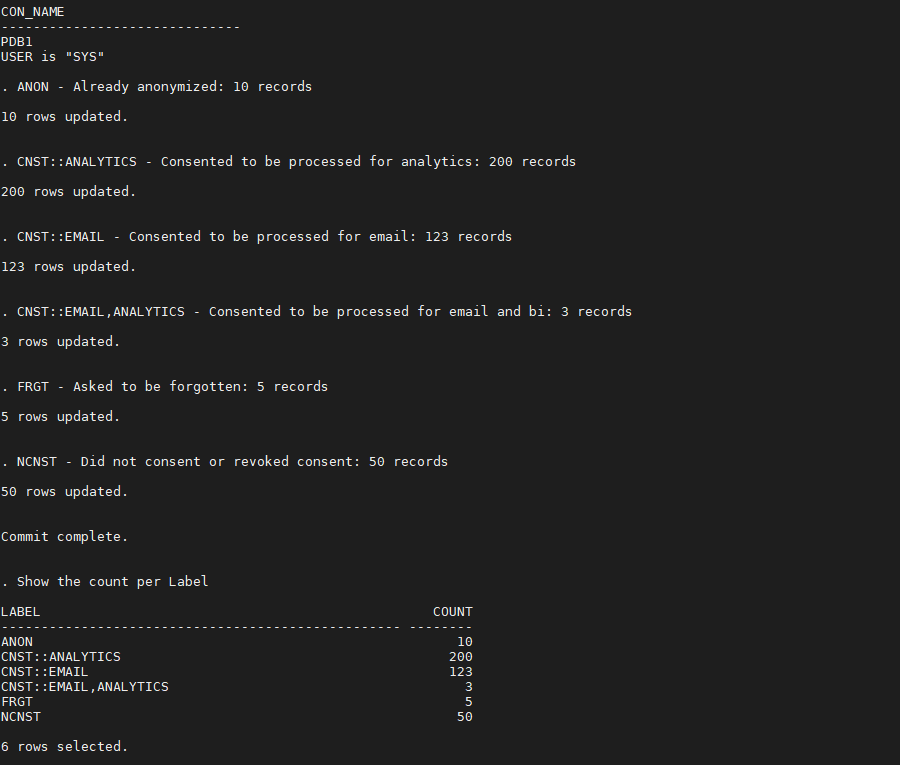 CON_NAME
------------------------------
PDB1
USER is "SYS"
. ANON - Already anonymized: 10 records
10 rows updated.
. CNST::ANALYTICS - Consented to be processed for analytics: 200 records
200 rows updated.
. CNST::EMAIL - Consented to be processed for email: 123 records
123 rows updated.
. CNST::EMAIL,ANALYTICS - Consented to be processed for email and bi: 3 records
3 rows updated.
. FRGT - Asked to be forgotten: 5 records
5 rows updated.
. NCNST - Did not consent or revoked consent: 50 records
50 rows updated.
Commit complete.
. Show the count per Label
LABEL                                                 COUNT
-------------------------------------------------- --------
ANON                                                     10
CNST::ANALYTICS                                         200
CNST::EMAIL                                             123
CNST::EMAIL,ANALYTICS                                     3
FRGT                                                      5
NCNST                                                    50
6 rows selected.